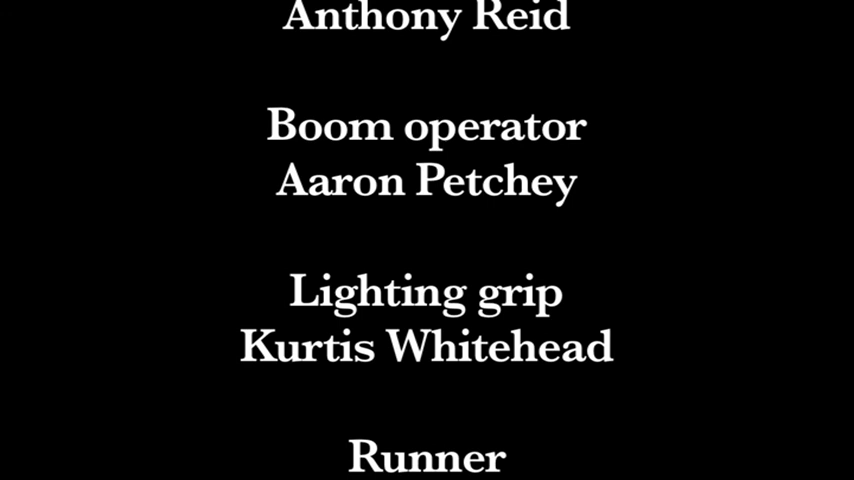 Anthony Reid
Boom operator
Aaron Petchey
Lighting grip
Kurtis Whitehead
Runner